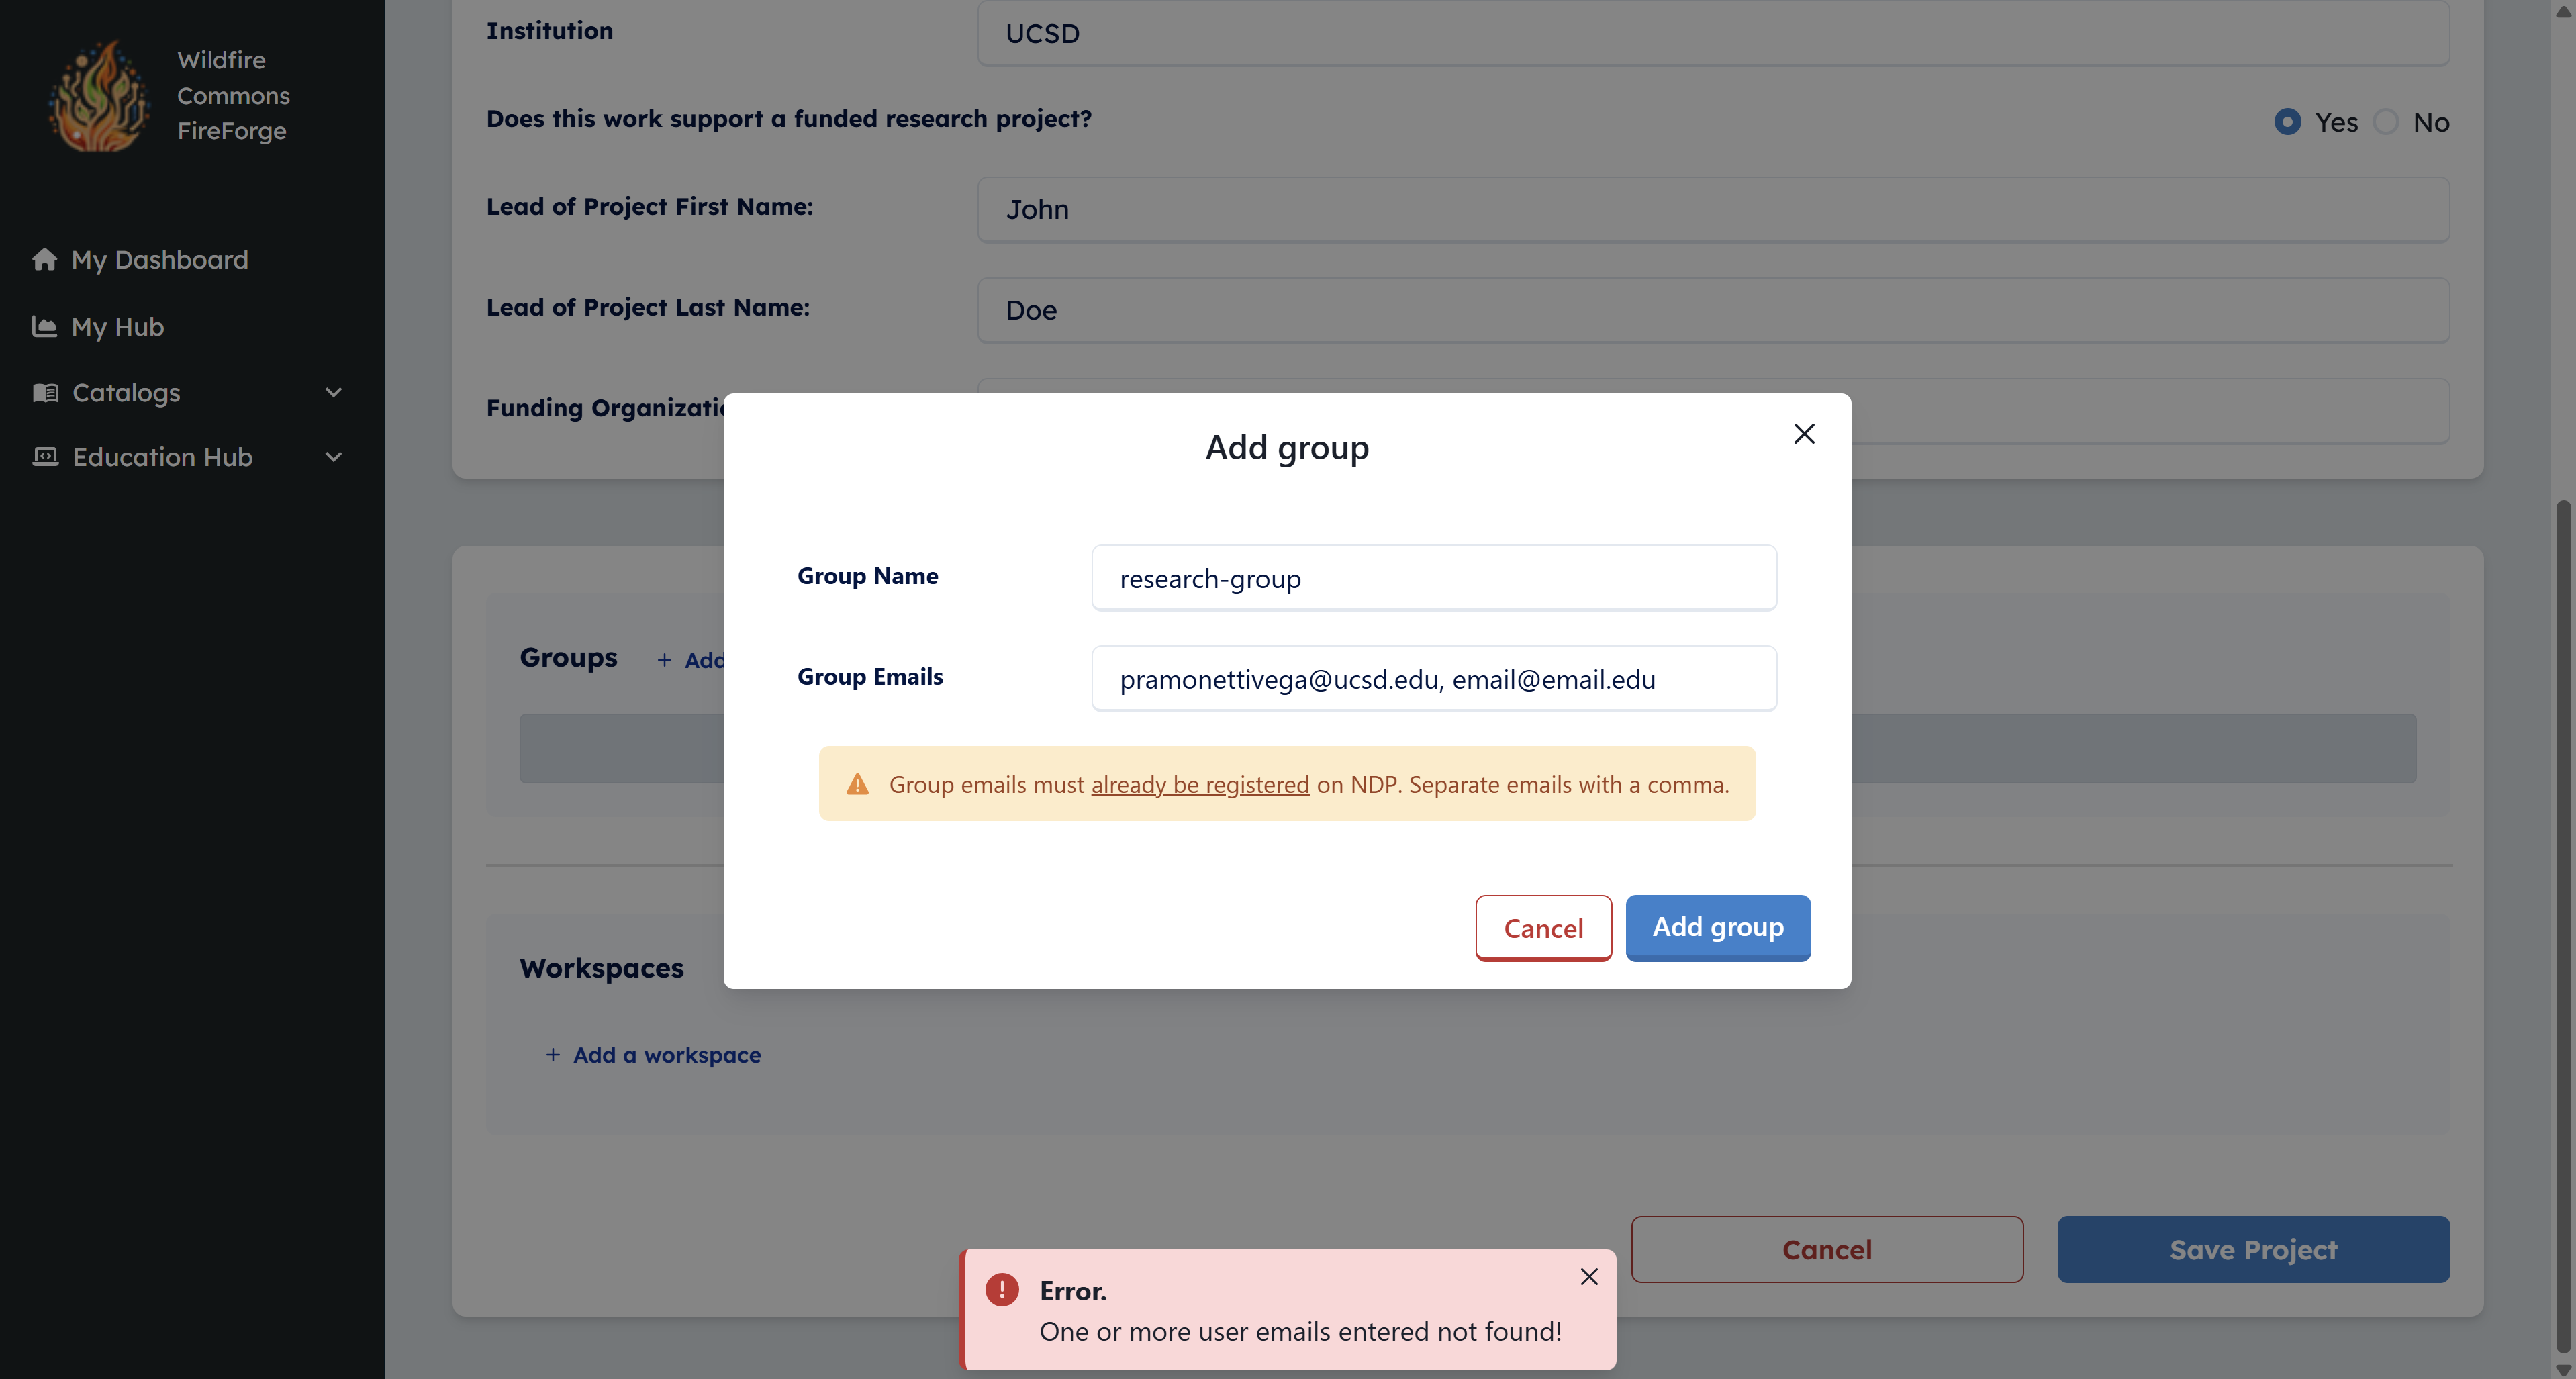 Wildfire
Commons
FireForge
My Dashboard
My Hub
Catalogs
Education Hub
Institution
UCSD
Does this work support a funded research project?
Yes
No
Lead of Project First Name:
John
Lead of Project Last Name:
Doe
Funding Organizati
Add group
Group Name
research-group
Group Emails
pramonettivega@ucsd.edu, email@email.edu
Group emails must already be registered on NDP. Separate emails with a comma.
Cancel
Add group
Groups
+ Add
Workspaces
+ Add a workspace
Cancel
Save Project
Error.
One or more user emails entered not found!